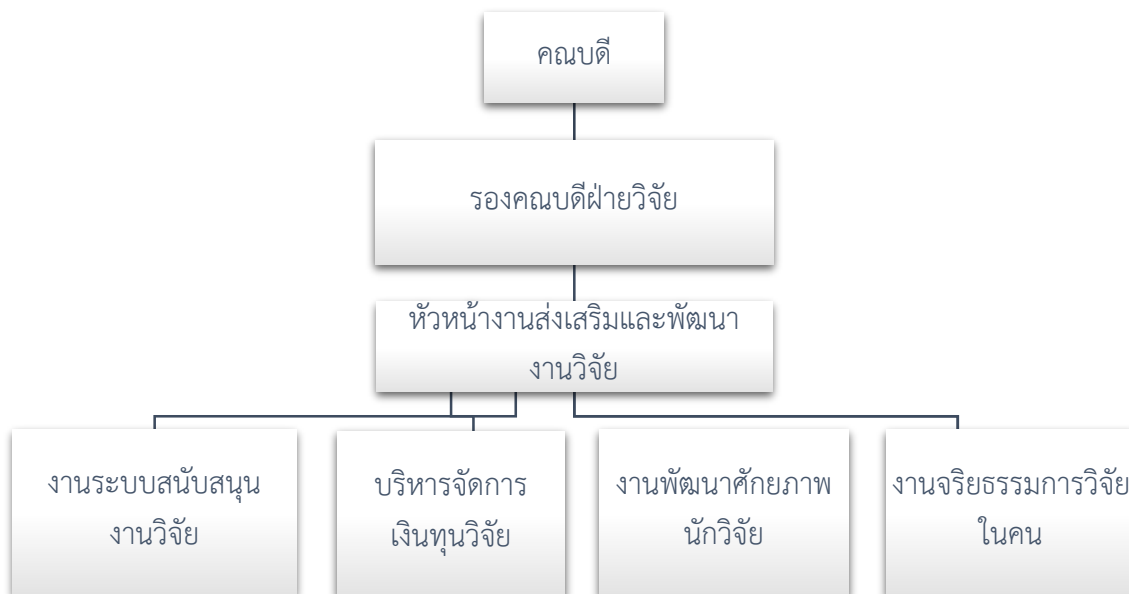 คณบดี
รองคณบดีฝ่ายวิจัย
หัวหน้างานส่งเสริมและพัฒนา
งานวิจัย
งานระบบสนับสนุน
งานวิจัย
บริหารจัดการ
เงินทุนวิจัย
งานพัฒนาศักยภาพ
นักวิจัย
งานจริยธรรมการวิจัย
ในคน